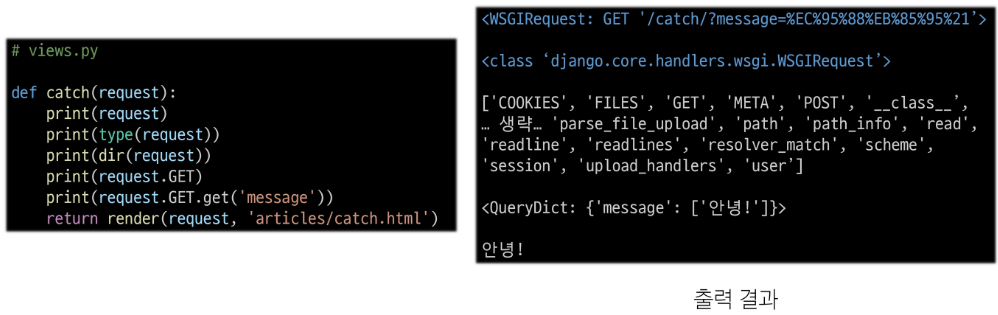 # views.py
def catch(request):
print(request)
print(type(request))
print(dir(request))
print(request.GET)
print(request.GET.get('message'))
return render(request, 'articles/catch.html')
<WSGIRequest: GET '/catch/?message=%EC%95%88%EB%85%95%21’>
<class ‘django.core.handlers.wsgi.WSGIRequest’>
['COOKIES', 'FILES', 'GET', 'META', 'POST', '__class__’,
… 생략… 'parse_file_upload', 'path', 'path_info', 'read',
'readline', 'readlines', 'resolver_match', 'scheme',
'session', 'upload_handlers', 'user’]
<QueryDict: {'message': ['안녕!']}>
안녕!
출력 결과